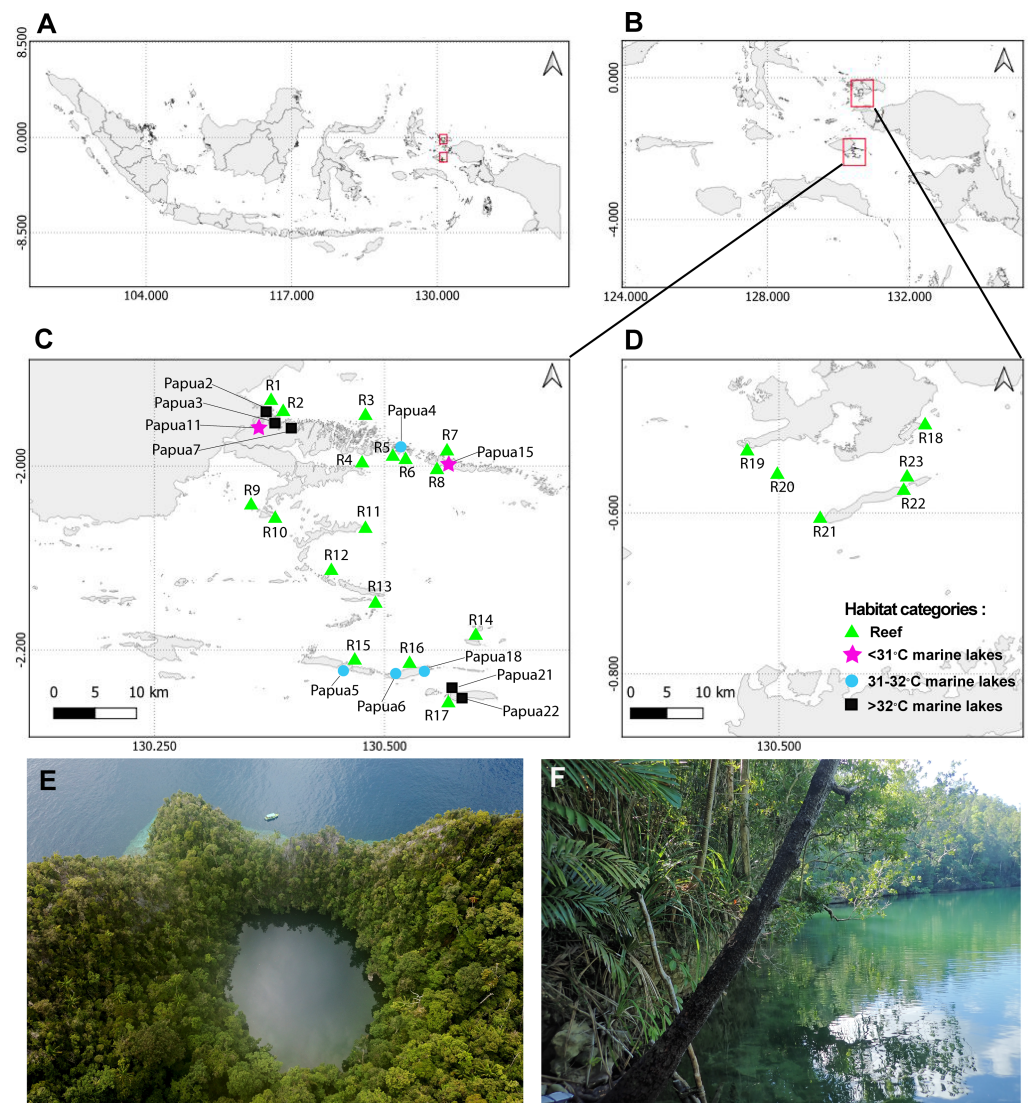 A
8.500
0.000
-8.500
104.000
117.000
130.000
B
0.000
-4.000
124.000
128.000
132.000
C
Papua2
R1
R2
Papua3
R3
Papua4
Papua11
Papua7
R5
R7
Papua15
R4
R6
R8
-2.000
R9
R10
R11
R12
R13
R14
-2.200
R15
R16
Papua18
Papua5
Papua21
Papua6
R17
Papua22
0 5 10 km
130.250
130.500
D
R18
R19
R20
R23
R22
R21
-0.600
Habitat categories :
Reef
<31°C marine lakes
31-32°C marine lakes
>32°C marine lakes
-0.800
0 5 10 km
130.500
E
F